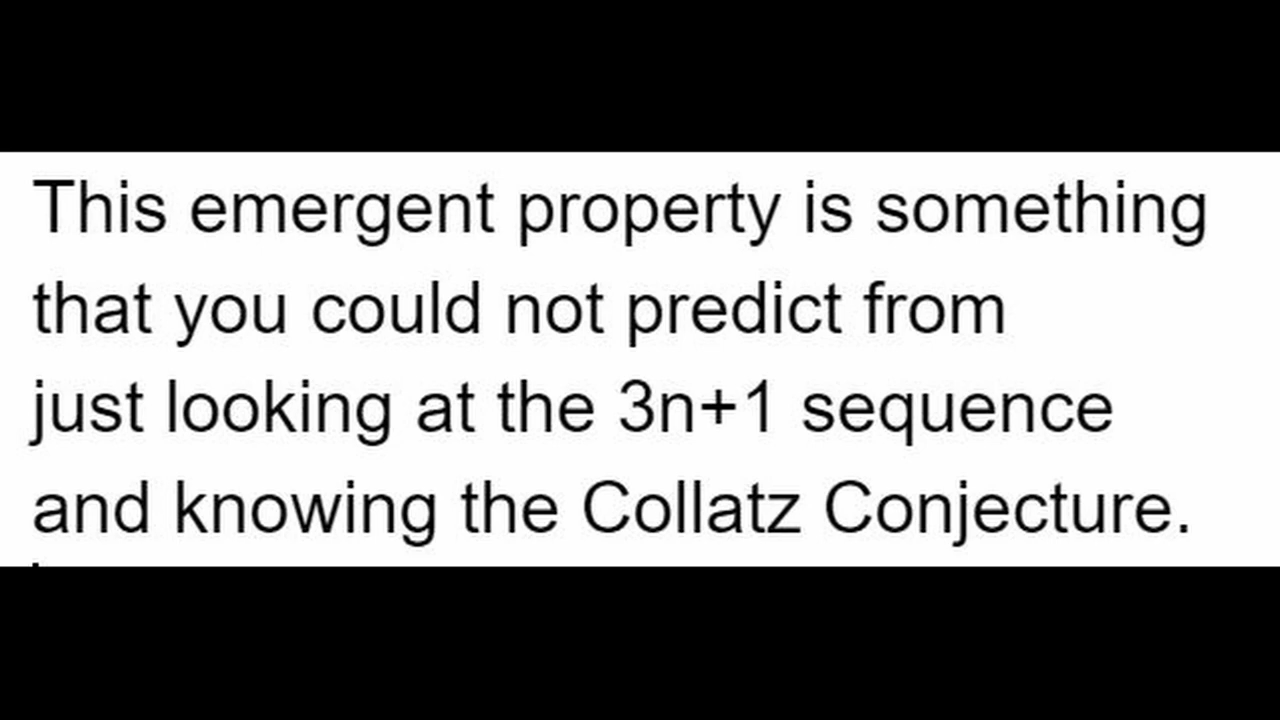 This emergent property is something
that you could not predict from
just looking at the 3n+1 sequence
and knowing the Collatz Conjecture.